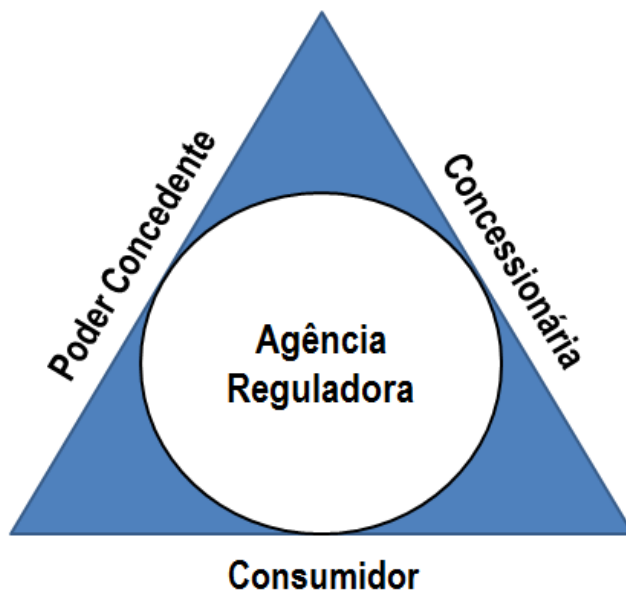 Poder Concedente
Concessionária
Agência
Reguladora
Consumidor